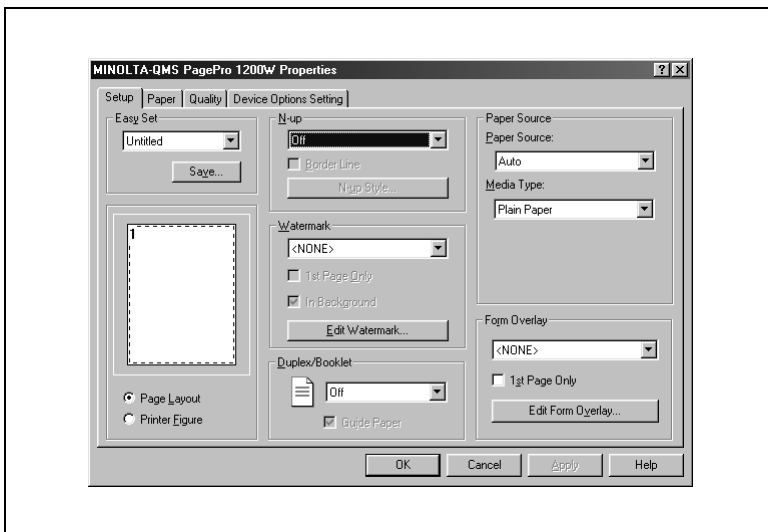 MINOLTA-QMS PagePro 1200W Properties
Setup Paper Quality Device Options Setting
Easy Set
Untitled
Save...
1
Page Layout
Printer Figure
N-up
Off
Border Line
N-up Style...
Watermark
<NONE>
1st Page Only
In Background
Edit Watermark...
Duplex/Booklet
Off
Guide Paper
Paper Source
Paper Source:
Auto
Media Type:
Plain Paper
Form Overlay
<NONE>
1st Page Only
Edit Form Overlay...
OK Cancel Apply Help